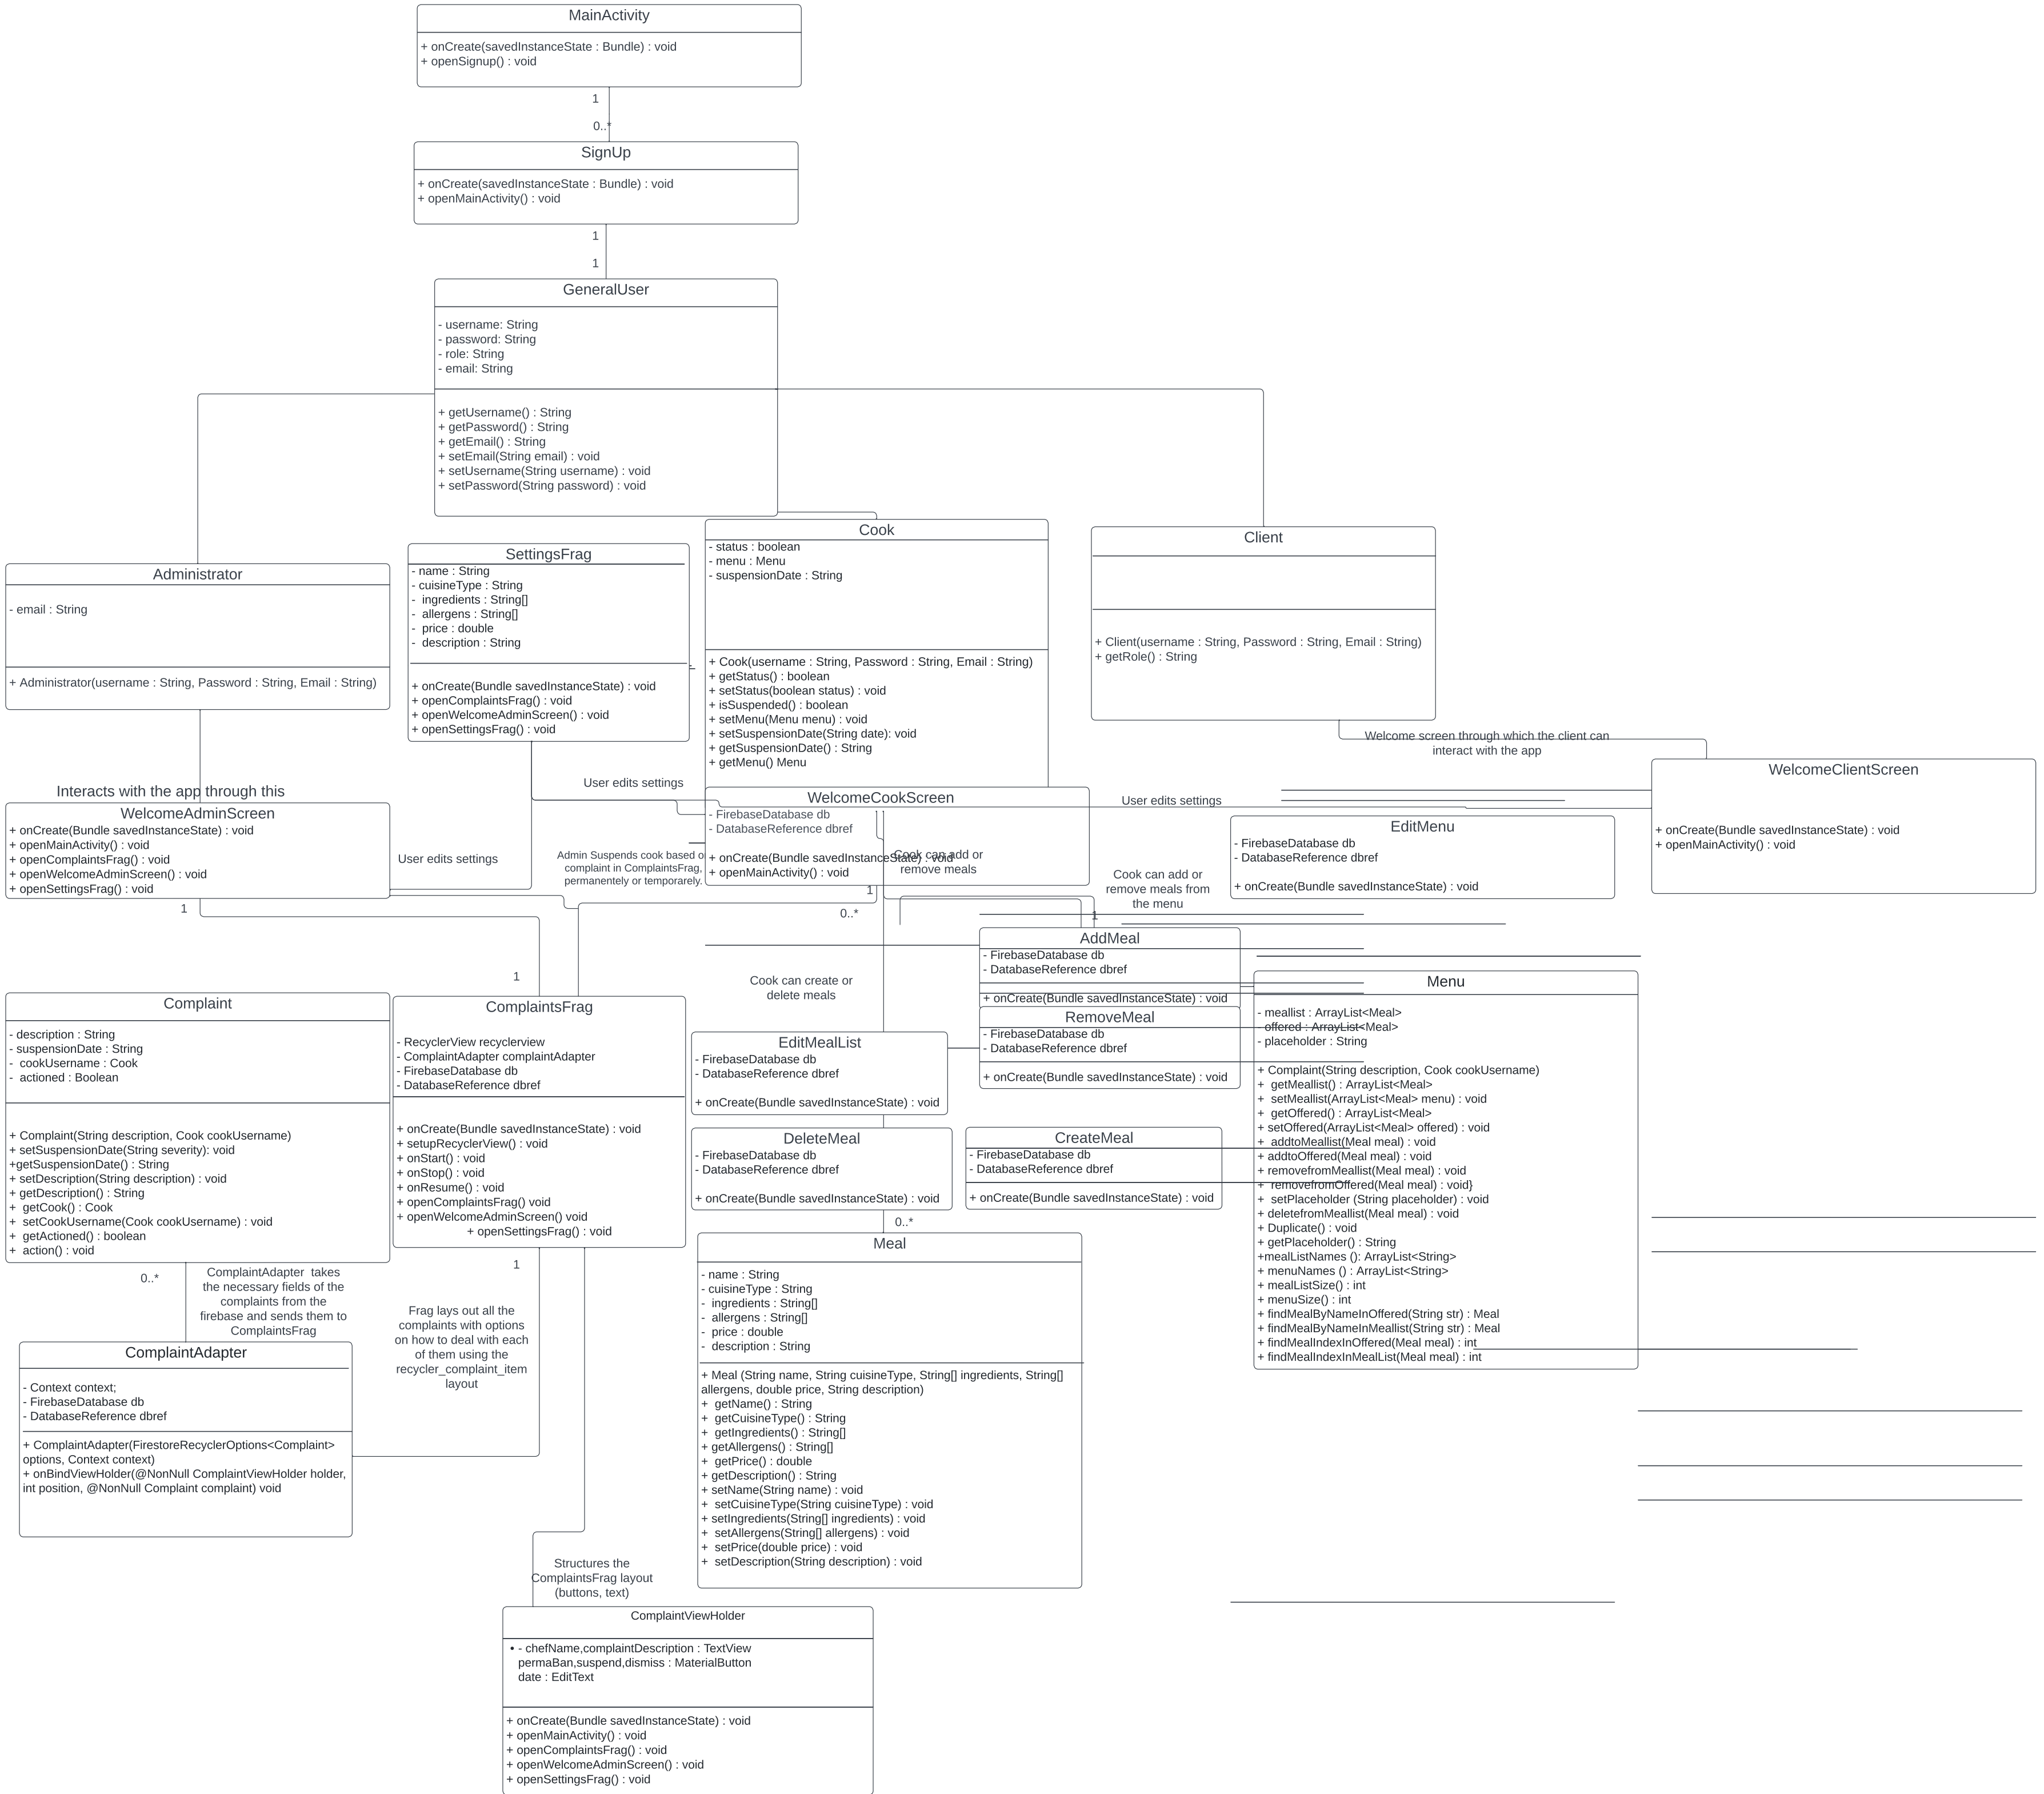 MainActivity
+ onCreate(savedInstanceState : Bundle) : void
+ openSignup() : void
1
0..*
SignUp
+ onCreate(savedInstanceState : Bundle) : void
+ openMainActivity() : void
1
1
GeneralUser
- username: String
- password: String
- role: String
- email: String
+ getUsername() : String
+ getPassword() : String
+ getEmail() : String
+ setEmail(String email) : void
+ setUsername(String username) : void
+ setPassword(String password) : void
Administrator
- email : String
+ Administrator(username : String, Password : String, Email : String)
SettingsFrag
- name : String
- cuisineType : String
-  ingredients : String[]
-  allergens : String[]
-  price : double
-  description : String
+ onCreate(Bundle savedInstanceState) : void
+ openComplaintsFrag() : void
+ openWelcomeAdminScreen() : void
+ openSettingsFrag() : void
Cook
- status : boolean
- menu : Menu
- suspensionDate : String
+ Cook(username : String, Password : String, Email : String)
+ getStatus() : boolean
+ setStatus(boolean status) : void
+ isSuspended() : boolean
+ setMenu(Menu menu) : void
+ setSuspensionDate(String date): void
+ getSuspensionDate() : String
+ getMenu() Menu
Client
+ Client(username : String, Password : String, Email : String)
+ getRole() : String
Welcome screen through which the client can
interact with the app
WelcomeClientScreen
+ onCreate(Bundle savedInstanceState) : void
+ openMainActivity() : void
Interacts with the app through this
WelcomeAdminScreen
+ onCreate(Bundle savedInstanceState) : void
+ openMainActivity() : void
+ openComplaintsFrag() : void
+ openWelcomeAdminScreen() : void
+ openSettingsFrag() : void
User edits settings
User edits settings
User edits settings
Admin Suspends cook based on
complaint in ComplaintsFrag,
permanentely or temporarely.
WelcomeCookScreen
- FirebaseDatabase db
- DatabaseReference dbref
+ onCreate(Bundle savedInstanceState) : void
+ openMainActivity() : void
Cook can add or
remove meals
EditMenu
- FirebaseDatabase db
- DatabaseReference dbref
+ onCreate(Bundle savedInstanceState) : void
Cook can add or
remove meals from
the menu
1
1
0..*
1
1
AddMeal
- FirebaseDatabase db
- DatabaseReference dbref
+ onCreate(Bundle savedInstanceState) : void
RemoveMeal
- FirebaseDatabase db
- DatabaseReference dbref
+ onCreate(Bundle savedInstanceState) : void
Cook can create or
delete meals
Menu
- meallist : ArrayList<Meal>
- offered : ArrayList<Meal>
- placeholder : String
+ Complaint(String description, Cook cookUsername)
+  getMeallist() : ArrayList<Meal>
+  setMeallist(ArrayList<Meal> menu) : void
+  getOffered() : ArrayList<Meal>
+ setOffered(ArrayList<Meal> offered) : void
+  addtoMeallist(Meal meal) : void
+ addtoOffered(Meal meal) : void
+ removefromMeallist(Meal meal) : void
+  removefromOffered(Meal meal) : void}
+  setPlaceholder (String placeholder) : void
+ deletefromMeallist(Meal meal) : void
+ Duplicate() : void
+ getPlaceholder() : String
+mealListNames (): ArrayList<String>
+ menuNames () : ArrayList<String>
+ mealListSize() : int
+ menuSize() : int
+ findMealByNameInOffered(String str) : Meal
+ findMealByNameInMeallist(String str) : Meal
+ findMealIndexInOffered(Meal meal) : int
+ findMealIndexInMealList(Meal meal) : int
Complaint
- description : String
- suspensionDate : String
-  cookUsername : Cook
-  actioned : Boolean
+ Complaint(String description, Cook cookUsername)
+ setSuspensionDate(String severity): void
+getSuspensionDate() : String
+ setDescription(String description) : void
+ getDescription() : String
+  getCook() : Cook
+  setCookUsername(Cook cookUsername) : void
+  getActioned() : boolean
+  action() : void
ComplaintsFrag
- RecyclerView recyclerview
- ComplaintAdapter complaintAdapter
- FirebaseDatabase db
- DatabaseReference dbref
+ onCreate(Bundle savedInstanceState) : void
+ setupRecyclerView() : void
+ onStart() : void
+ onStop() : void
+ onResume() : void
+ openComplaintsFrag() void
+ openWelcomeAdminScreen() void
+ openSettingsFrag() : void
EditMealList
- FirebaseDatabase db
- DatabaseReference dbref
+ onCreate(Bundle savedInstanceState) : void
DeleteMeal
- FirebaseDatabase db
- DatabaseReference dbref
+ onCreate(Bundle savedInstanceState) : void
CreateMeal
- FirebaseDatabase db
- DatabaseReference dbref
+ onCreate(Bundle savedInstanceState) : void
0..*
Meal
- name : String
- cuisineType : String
-  ingredients : String[]
-  allergens : String[]
-  price : double
-  description : String
+ Meal (String name, String cuisineType, String[] ingredients, String[]
allergens, double price, String description)
+  getName() : String
+  getCuisineType() : String
+  getIngredients() : String[]
+ getAllergens() : String[]
+  getPrice() : double
+ getDescription() : String
+ setName(String name) : void
+  setCuisineType(String cuisineType) : void
+ setIngredients(String[] ingredients) : void
+  setAllergens(String[] allergens) : void
+  setPrice(double price) : void
+  setDescription(String description) : void
0..*
ComplaintAdapter  takes
the necessary fields of the
complaints from the
firebase and sends them to
ComplaintsFrag
1
Frag lays out all the
complaints with options
on how to deal with each
of them using the
recycler_complaint_item
layout
ComplaintAdapter
- Context context;
- FirebaseDatabase db
- DatabaseReference dbref
+ ComplaintAdapter(FirestoreRecyclerOptions<Complaint>
options, Context context)
+ onBindViewHolder(@NonNull ComplaintViewHolder holder,
int position, @NonNull Complaint complaint) void
Structures the
ComplaintsFrag layout
(buttons, text)
ComplaintViewHolder
• - chefName,complaintDescription : TextView
permaBan,suspend,dismiss : MaterialButton
date : EditText
+ onCreate(Bundle savedInstanceState) : void
+ openMainActivity() : void
+ openComplaintsFrag() : void
+ openWelcomeAdminScreen() : void
+ openSettingsFrag() : void